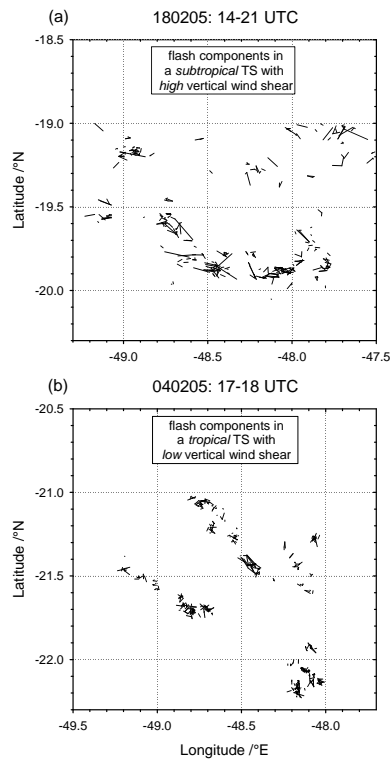 (a)
180205: 14-21 UTC
flash components in
a subtropical TS with
high vertical wind shear
Latitude /°N
-18.5
-19.0
-19.5
-20.0
-49.0
-48.5
-48.0
-47.5
(b)
040205: 17-18 UTC
flash components in
a tropical TS with
low vertical wind shear
Latitude /°N
-20.5
-21.0
-21.5
-22.0
-49.5
-49.0
-48.5
-48.0
Longitude /°E